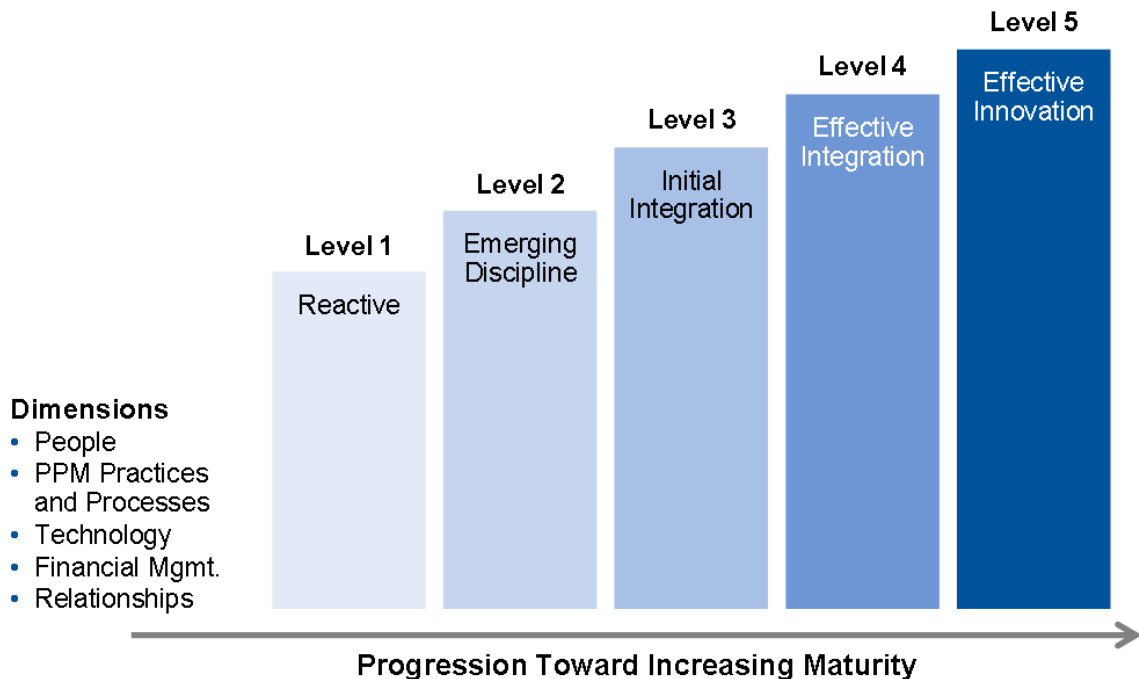 Level 1
Reactive
Level 2
Emerging
Discipline
Level 3
Initial
Integration
Level 4
Effective
Integration
Level 5
Effective
Innovation
Dimensions
• People
• PPM Practices
and Processes
• Technology
• Financial Mgmt.
• Relationships
Progression Toward Increasing Maturity